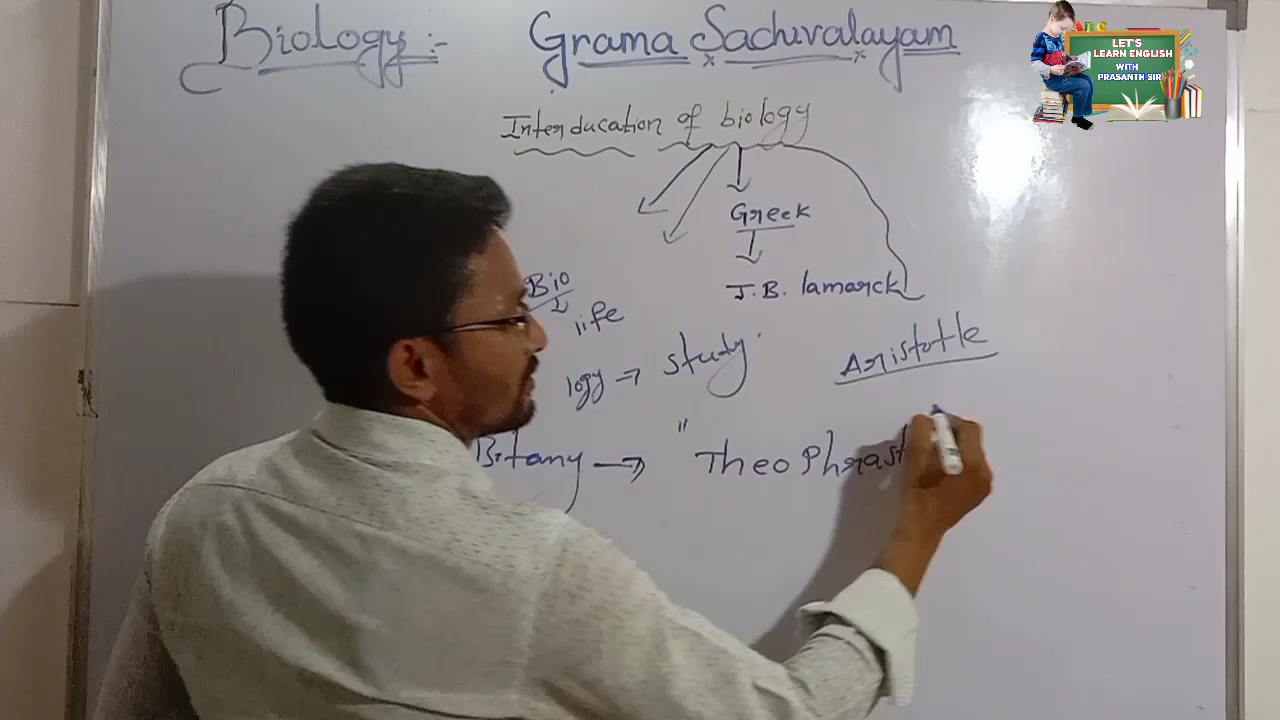 Biology :- Grama Sachivalayam
Interducation of biology
Greek
J.B. lamarck
Bio
life
logy → study
Aristotle
Botany → " Theo Phrast
ABC
LET'S
LEARN ENGLISH
WITH
PRASANTH SIR